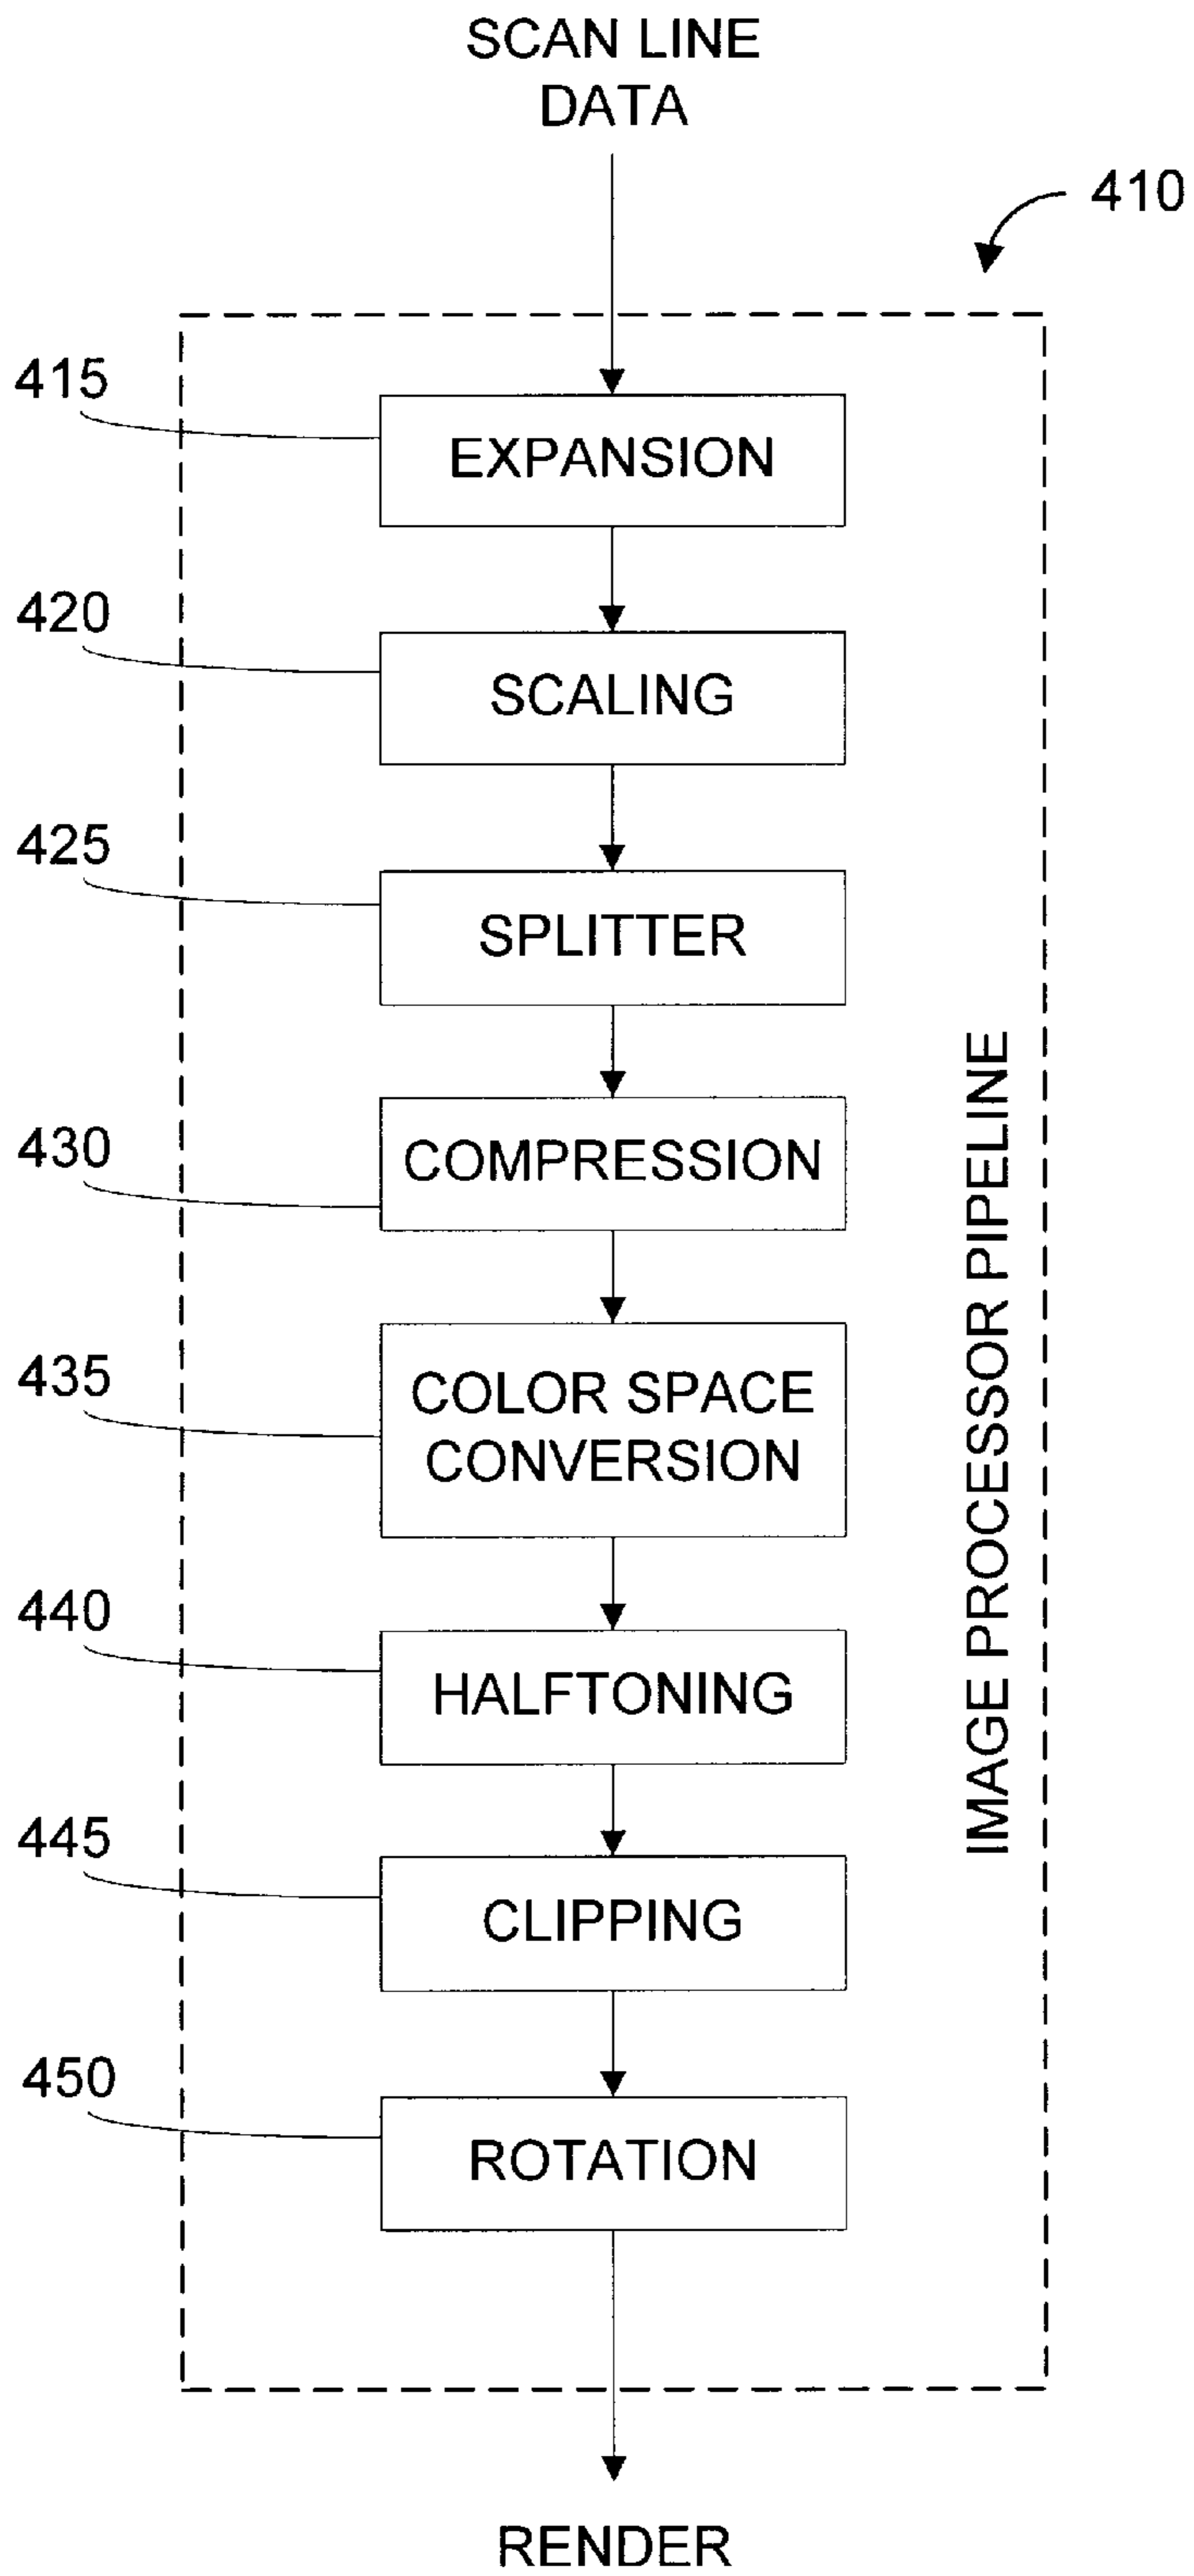 SCAN LINE
DATA
410
415
EXPANSION
420
SCALING
425
SPLITTER
430
COMPRESSION
435
COLOR SPACE
CONVERSION
440
HALFTONING
445
CLIPPING
450
ROTATION
IMAGE PROCESSOR PIPELINE
RENDER